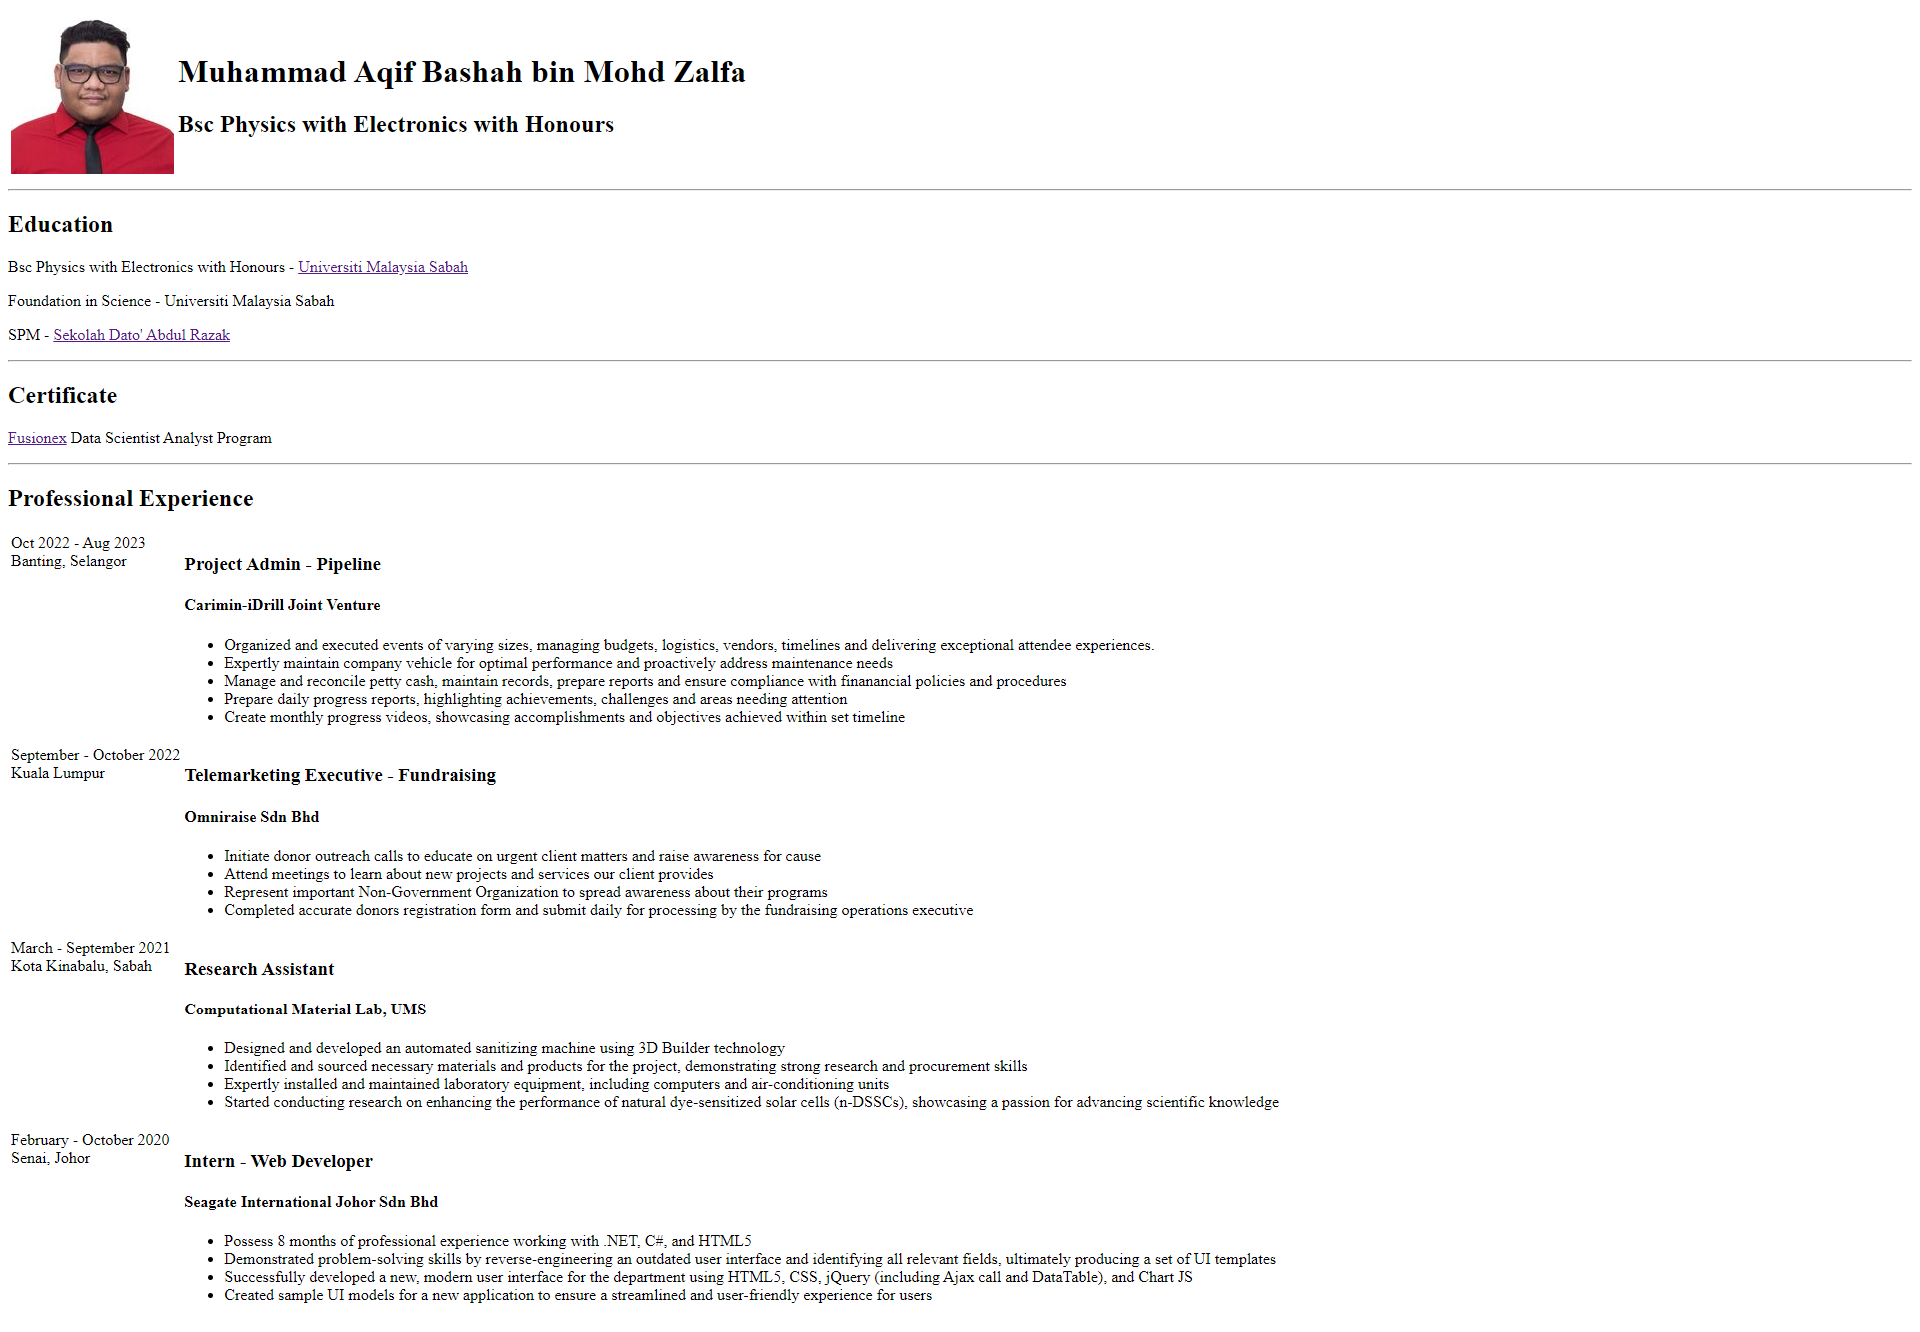 Muhammad Aqif Bashah bin Mohd Zalfa
Bsc Physics with Electronics with Honours
Education
Bsc Physics with Electronics with Honours - Universiti Malaysia Sabah
Foundation in Science - Universiti Malaysia Sabah
SPM - Sekolah Dato' Abdul Razak
Certificate
Fusionex Data Scientist Analyst Program
Professional Experience
Oct 2022 - Aug 2023
Banting, Selangor
Project Admin - Pipeline
Carimin-iDrill Joint Venture
• Organized and executed events of varying sizes, managing budgets, logistics, vendors, timelines and delivering exceptional attendee experiences.
• Expertly maintain company vehicle for optimal performance and proactively address maintenance needs
• Manage and reconcile petty cash, maintain records, prepare reports and ensure compliance with finanancial policies and procedures
• Prepare daily progress reports, highlighting achievements, challenges and areas needing attention
• Create monthly progress videos, showcasing accomplishments and objectives achieved within set timeline
September - October 2022
Kuala Lumpur
Telemarketing Executive - Fundraising
Omniraise Sdn Bhd
• Initiate donor outreach calls to educate on urgent client matters and raise awareness for cause
• Attend meetings to learn about new projects and services our client provides
• Represent important Non-Government Organization to spread awareness about their programs
• Completed accurate donors registration form and submit daily for processing by the fundraising operations executive
March - September 2021
Kota Kinabalu, Sabah
Research Assistant
Computational Material Lab, UMS
• Designed and developed an automated sanitizing machine using 3D Builder technology
• Identified and sourced necessary materials and products for the project, demonstrating strong research and procurement skills
• Expertly installed and maintained laboratory equipment, including computers and air-conditioning units
• Started conducting research on enhancing the performance of natural dye-sensitized solar cells (n-DSSCs), showcasing a passion for advancing scientific knowledge
February - October 2020
Senai, Johor
Intern - Web Developer
Seagate International Johor Sdn Bhd
• Possess 8 months of professional experience working with .NET, C#, and HTML5
• Demonstrated problem-solving skills by reverse-engineering an outdated user interface and identifying all relevant fields, ultimately producing a set of UI templates
• Successfully developed a new, modern user interface for the department using HTML5, CSS, jQuery (including Ajax call and DataTable), and Chart JS
• Created sample UI models for a new application to ensure a streamlined and user-friendly experience for users